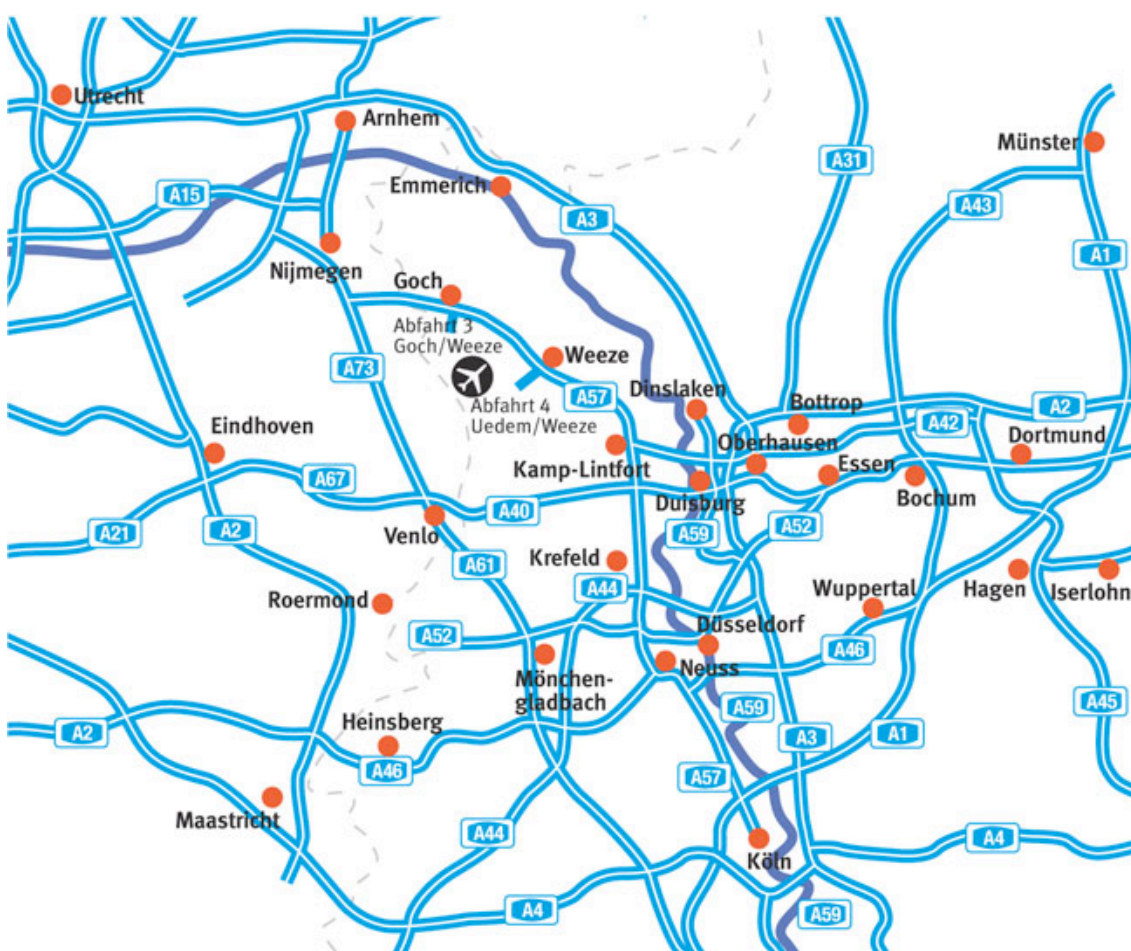 Utrecht
Arnhem
Münster
A31
Emmerich
A15
A3
A43
A1
Nijmegen
Goch
Abfahrt 3
Goch/Weeze
Weeze
A73
Dinslaken
A57
Abfahrt 4
Uedem/Weeze
Bottrop
A2
A42
Eindhoven
Oberhausen
Dortmund
Kamp-Lintfort
Essen
A67
Duisburg
Bochum
A40
A21
A2
Venlo
A59
A52
A61
Krefeld
A44
Wuppertal
Hagen
Iserlohn
Roermond
A52
Düsseldorf
A46
Neuss
Mönchen-
gladbach
A59
A45
Heinsberg
A2
A3
A1
A46
A57
Maastricht
A44
A4
Köln
A4
A59